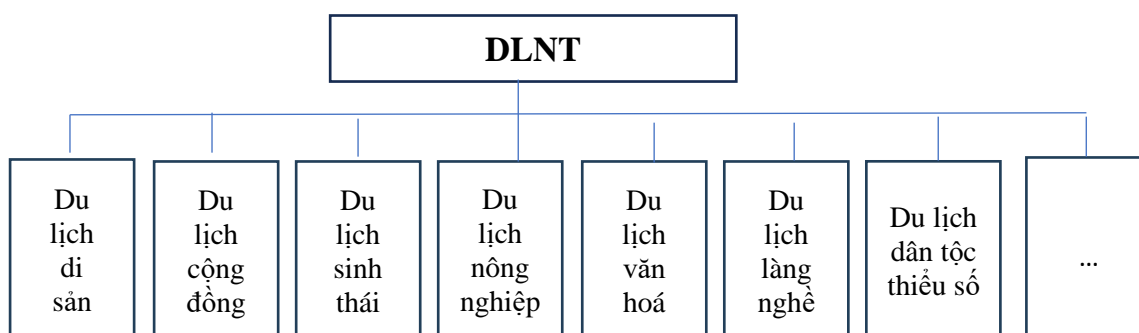 DLNT
Du
lịch
di
sản
Du
lịch
cộng
đồng
Du
lịch
sinh
thái
Du
lịch
nông
nghiệp
Du
lịch
văn
hoá
Du
lịch
làng
nghề
Du lịch
dân tộc
thiểu số
...